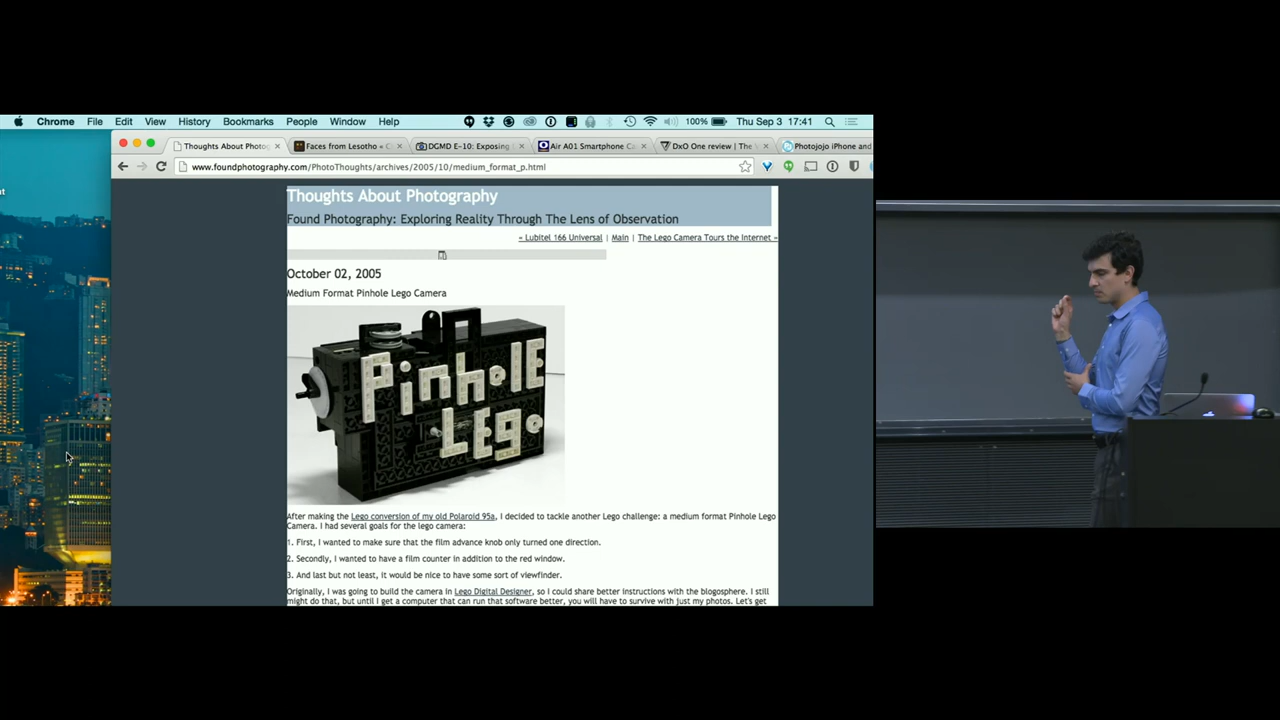 Chrome File Edit View History Bookmarks People Window Help 100% Thu Sep 3 17:41
Thoughts About Photog Faces from Lesotho « C DGMD E-10: Exposing Air A01 Smartphone Ca DxO One review | The V Photojojo iPhone and
www.foundphotography.com/PhotoThoughts/archives/2005/10/medium_format_p.html
Thoughts About Photography
Found Photography: Exploring Reality Through The Lens of Observation
« Lubitel 166 Universal | Main | The Lego Camera Tours the Internet »
October 02, 2005
Medium Format Pinhole Lego Camera
PinholE
LEgo
After making the Lego conversion of my old Polaroid 95a, I decided to tackle another Lego challenge: a medium format Pinhole Lego
Camera. I had several goals for the lego camera:
1. First, I wanted to make sure that the film advance knob only turned one direction.
2. Secondly, I wanted to have a film counter in addition to the red window.
3. And last but not least, it would be nice to have some sort of viewfinder.
Originally, I was going to build the camera in Lego Digital Designer, so I could share better instructions with the blogosphere. I still
might do that, but until I get a computer that can run that software better, you will have to survive with just my photos. Let's get